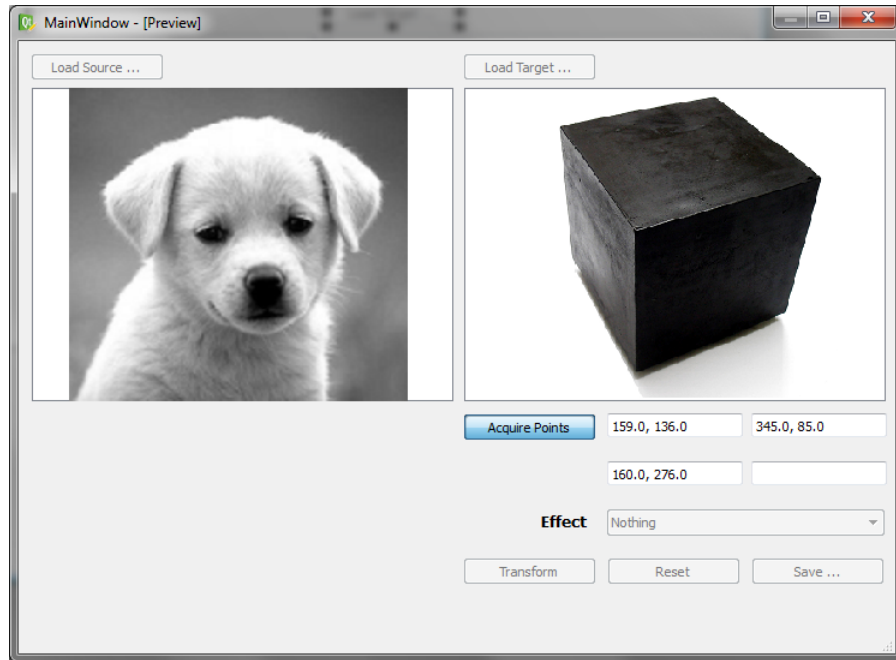 MainWindow - [Preview]
Load Source ...
Load Target ...
Acquire Points
159.0, 136.0
345.0, 85.0
160.0, 276.0
Effect
Nothing
Transform
Reset
Save ...